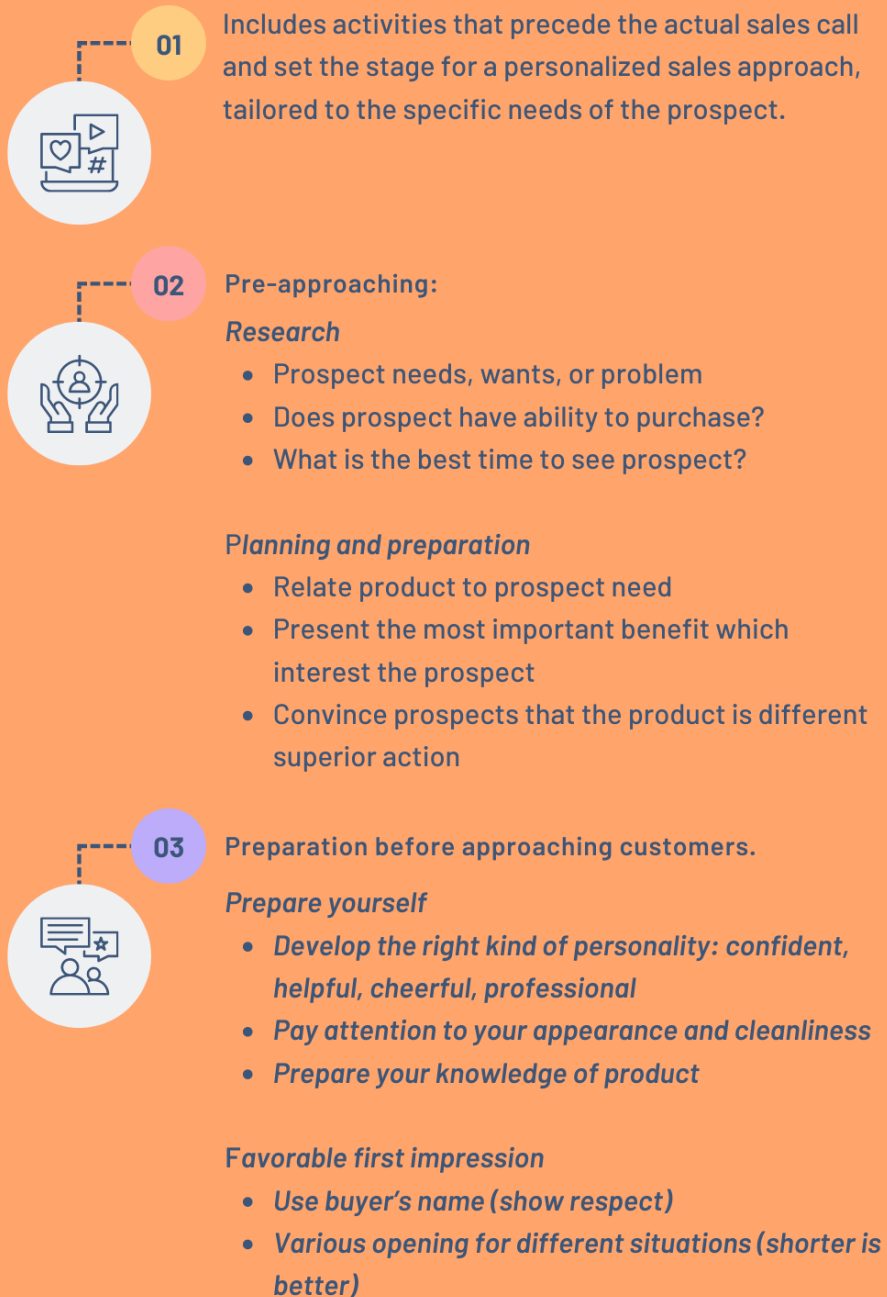 01
Includes activities that precede the actual sales call
and set the stage for a personalized sales approach,
tailored to the specific needs of the prospect.
#
02
Pre-approaching:
Research
• Prospect needs, wants, or problem
• Does prospect have ability to purchase?
• What is the best time to see prospect?
Planning and preparation
• Relate product to prospect need
• Present the most important benefit which
interest the prospect
• Convince prospects that the product is different
superior action
03
Preparation before approaching customers.
Prepare yourself
• Develop the right kind of personality: confident,
helpful, cheerful, professional
• Pay attention to your appearance and cleanliness
• Prepare your knowledge of product
Favorable first impression
• Use buyer's name (show respect)
• Various opening for different situations (shorter is
better)